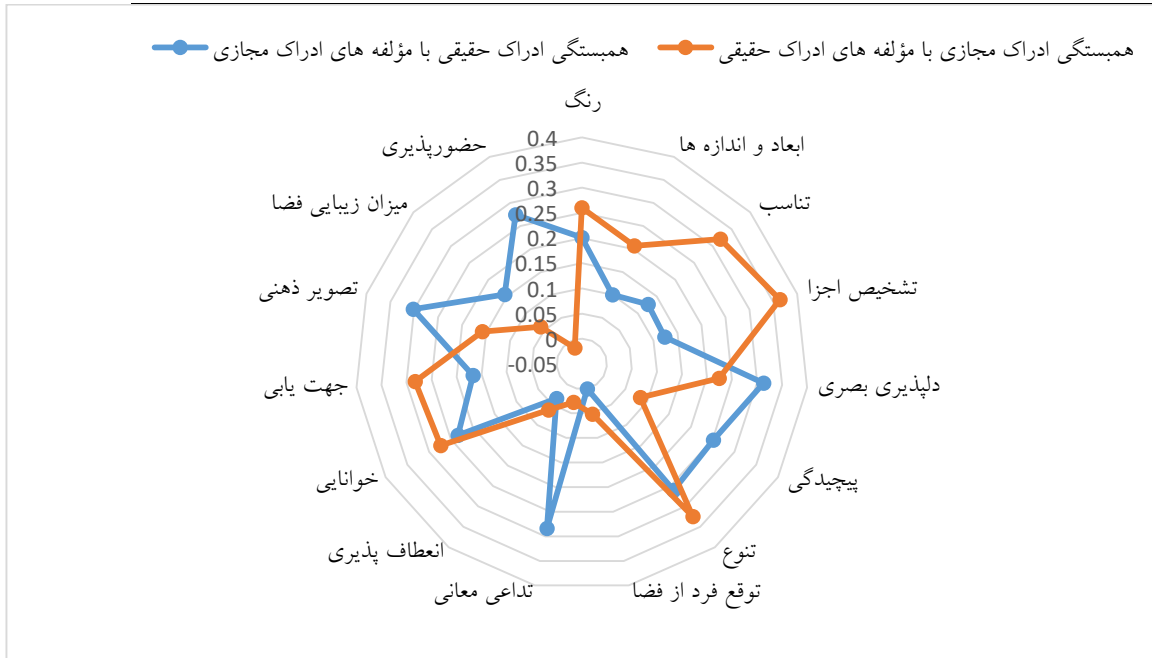 همبستگی ادراک مجازی با مؤلفه های ادراک حقیقی
همبستگی ادراک حقیقی با مؤلفه های ادراک مجازی
رنگ
ابعاد و اندازه ها
تناسب
تشخیص اجزا
دلپذیری بصری
پیچیدگی
تنوع
توقع فرد از فضا
تداعی معانی
انعطاف پذیری
خوانایی
جهت یابی
تصویر ذهنی
میزان زیبایی فضا
حضورپذیری
0.4
0.35
0.3
0.25
0.2
0.15
0.1
0.05
0
-0.05